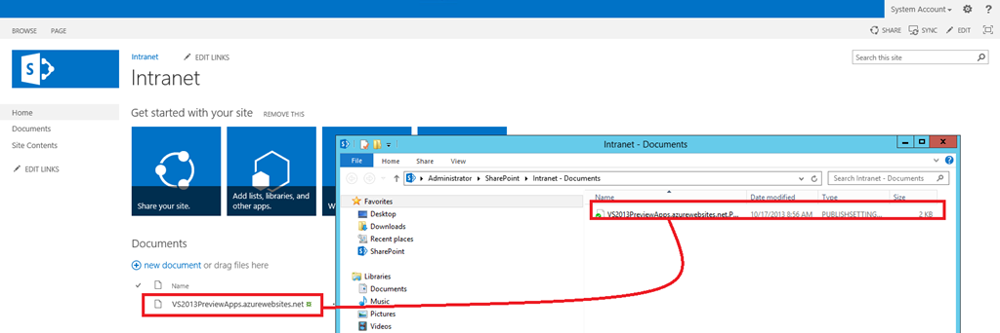 System Account
?
BROWSE PAGE
SHARE SYNC EDIT
S
Intranet EDIT LINKS
Intranet
Search this site
Home
Documents
Site Contents
EDIT LINKS
Get started with your site REMOVE THIS
Share your site.
Add lists, libraries, and
other apps.
W
Documents
new document or drag files here
Name
VS2013PreviewApps.azurewebsites.net
Intranet - Documents
File Home Share View
Administrator SharePoint Intranet - Documents
Search Intranet - Documents
Favorites
Desktop
Downloads
Recent places
SharePoint
Libraries
Documents
Music
Pictures
Videos
Name Date modified Type Size
VS2013PreviewApps.azurewebsites.net.P... 10/17/2013 8:56 AM PUBLISHSETTING... 2 KB